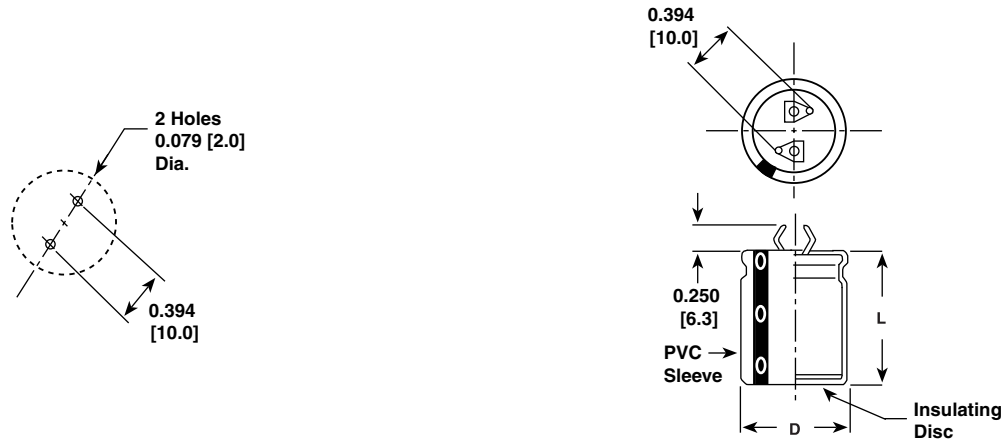 2 Holes
0.079 [2.0]
Dia.
0.394
[10.0]
0.394
[10.0]
0.250
[6.3]
L
PVC
Sleeve
D
Insulating
Disc